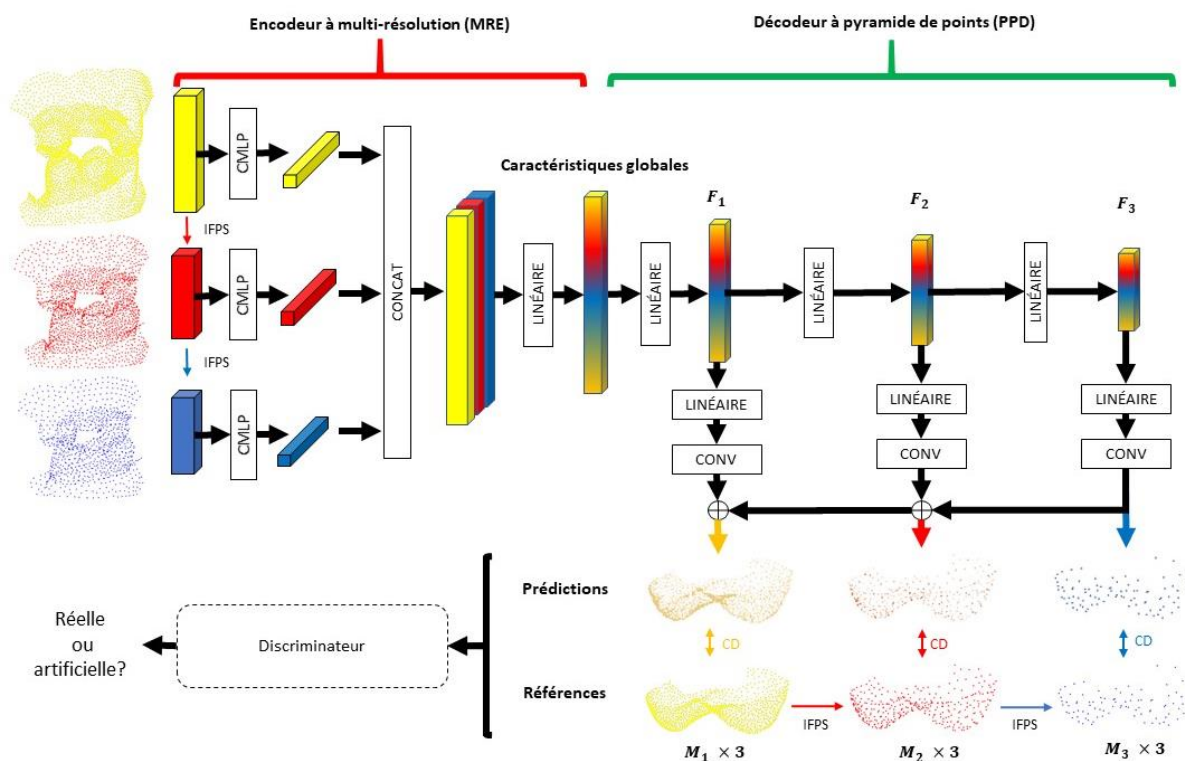 Encodeur à multi-résolution (MRE)
Décodeur à pyramide de points (PPD)
CMLP
IFPS
CMLP
IFPS
CMLP
CONCAT
Caractéristiques globales
LINÉAIRE
LINÉAIRE
F₁
LINÉAIRE
F₂
LINÉAIRE
F₃
LINÉAIRE
LINÉAIRE
LINÉAIRE
CONV
CONV
CONV
Prédictions
CD
CD
CD
Références
IFPS
IFPS
M₁ × 3
M₂ × 3
M₃ × 3
Discriminateur
Réelle
ou
artificielle?